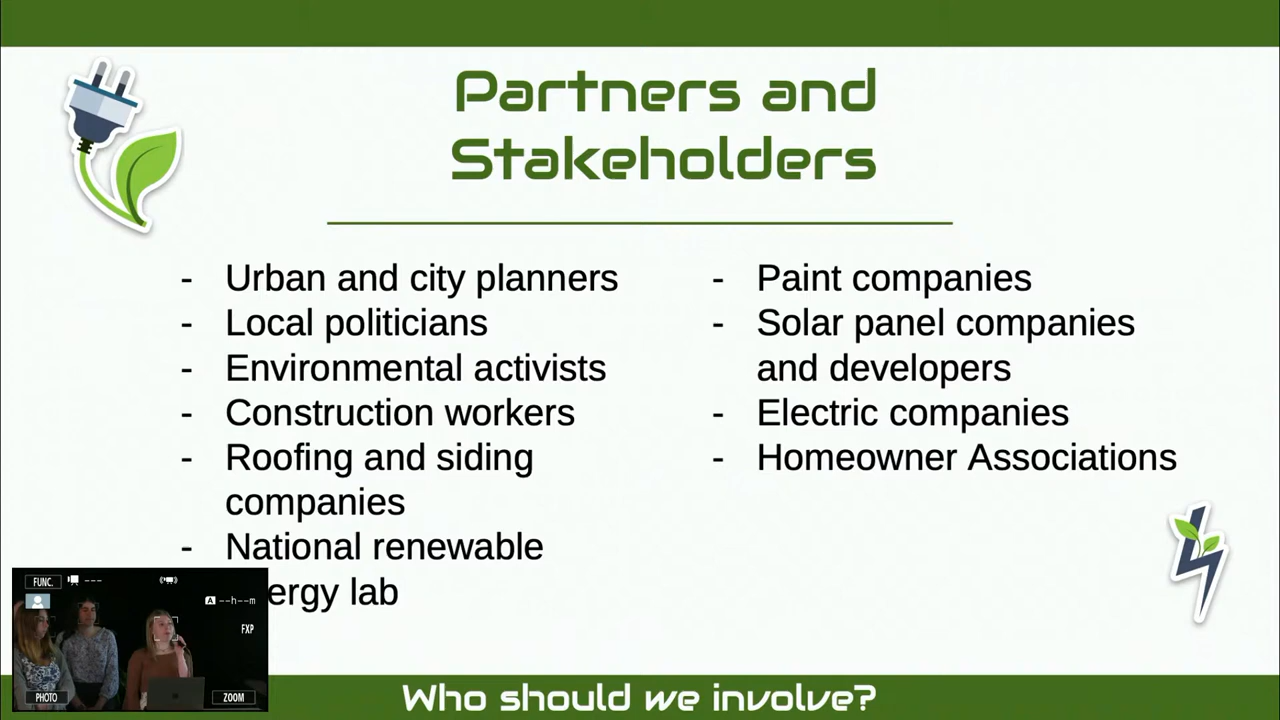 Partners and
Stakeholders
- Urban and city planners
- Local politicians
- Environmental activists
- Construction workers
- Roofing and siding
companies
- National renewable
ergy lab
- Paint companies
- Solar panel companies
and developers
- Electric companies
- Homeowner Associations
FUNC.
---
A --h--m
FXP
PHOTO
ZOOM
Who should we involve?